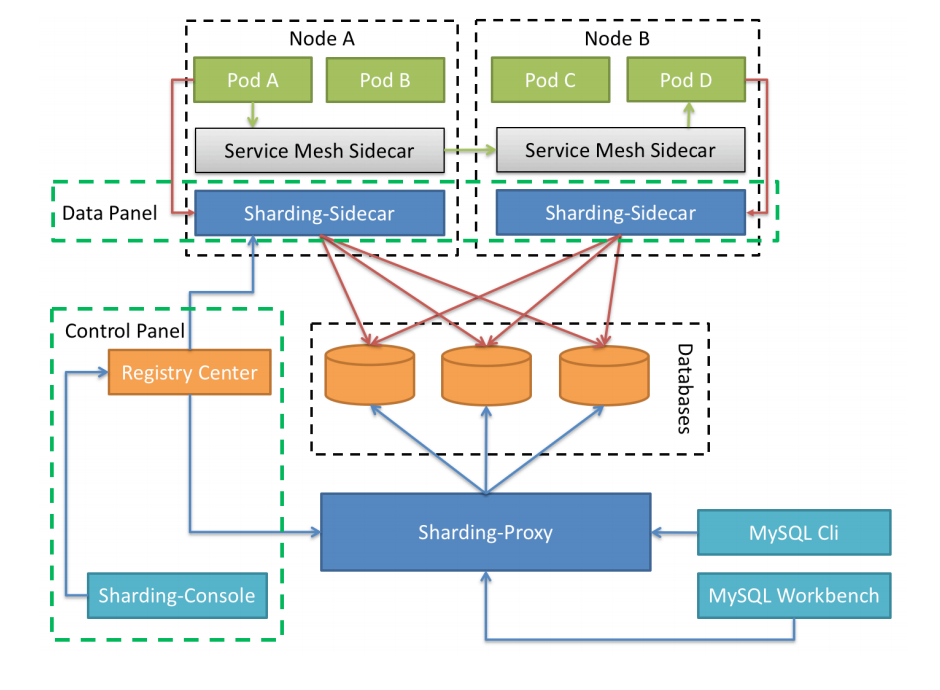 Node A
Node B
Pod A
Pod B
Pod C
Pod D
Service Mesh Sidecar
Service Mesh Sidecar
Data Panel
Sharding-Sidecar
Sharding-Sidecar
Control Panel
Registry Center
Databases
Sharding-Proxy
MySQL Cli
Sharding-Console
MySQL Workbench